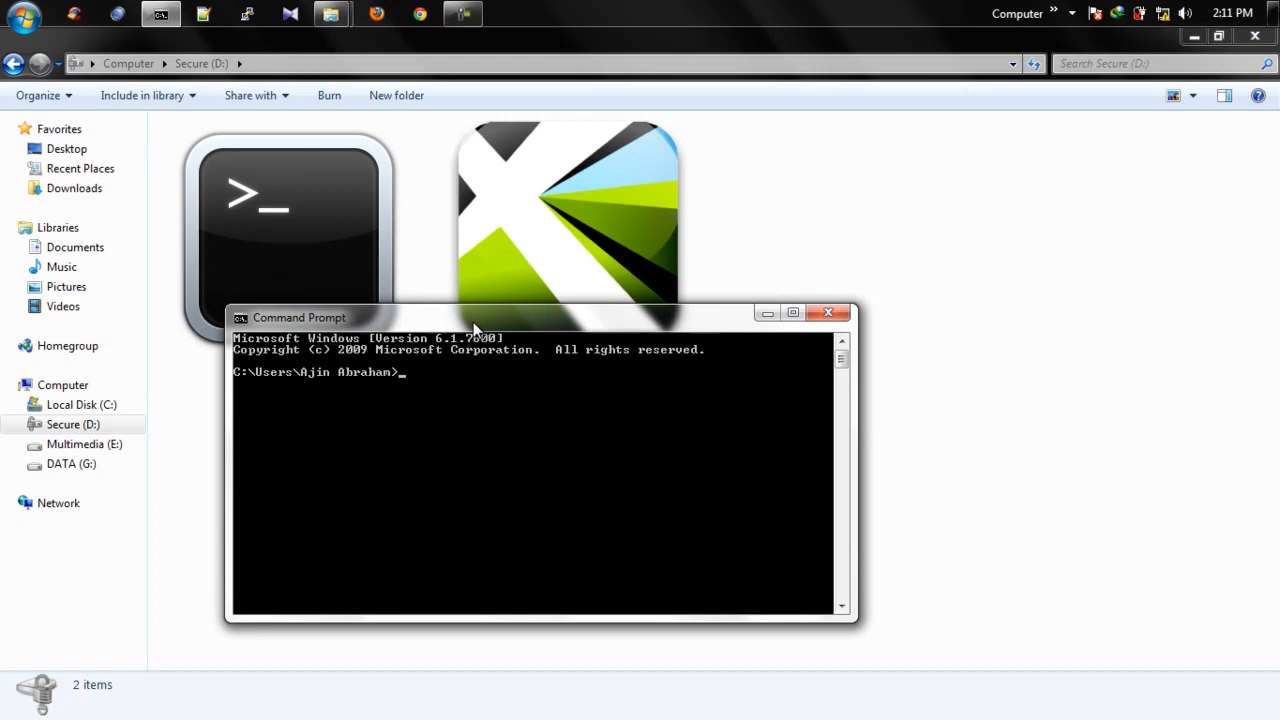 Computer »
2:11 PM
Computer Secure (D:)
Search Secure (D:)
Organize Include in library Share with Burn New folder
Favorites
Desktop
Recent Places
Downloads
Libraries
Documents
Music
Pictures
Videos
Homegroup
Computer
Local Disk (C:)
Secure (D:)
Multimedia (E:)
DATA (G:)
Network
>_
Command Prompt
Microsoft Windows [Version 6.1.7600]
Copyright (c) 2009 Microsoft Corporation.  All rights reserved.
C:\Users\Ajin Abraham>_
2 items